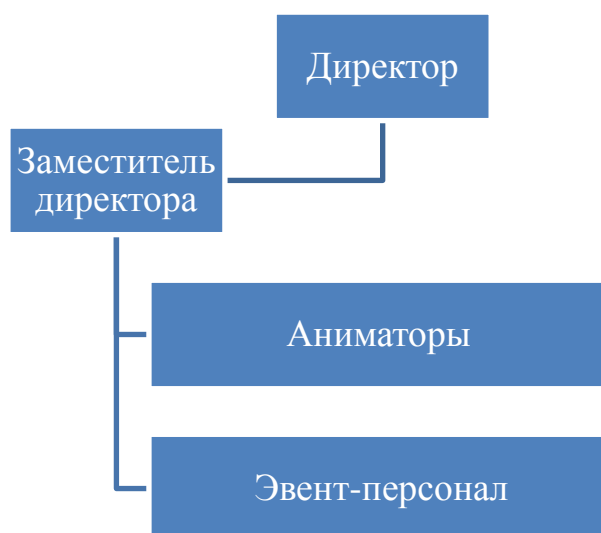 Директор
Заместитель
директора
Аниматоры
Эвент-персонал